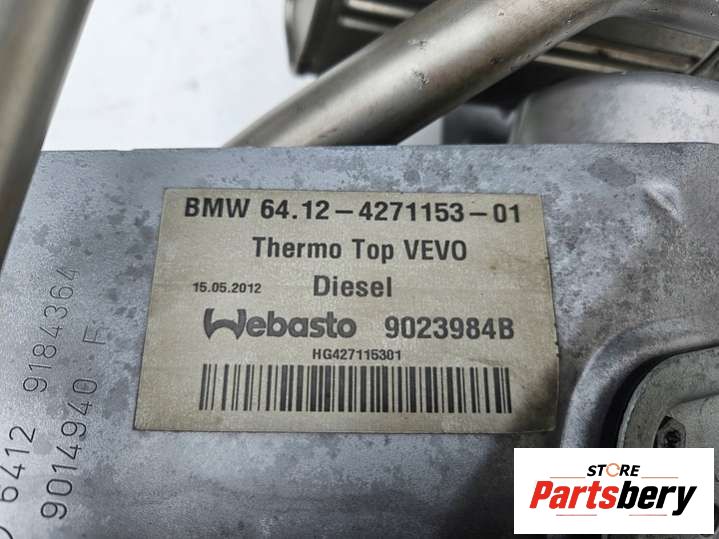 BMW 64.12-4271153-01
Thermo Top VEVO
15.05.2012 Diesel
Webasto 9023984B
HG427115301
6412 9184364
9014940 F
STORE
Partsbery